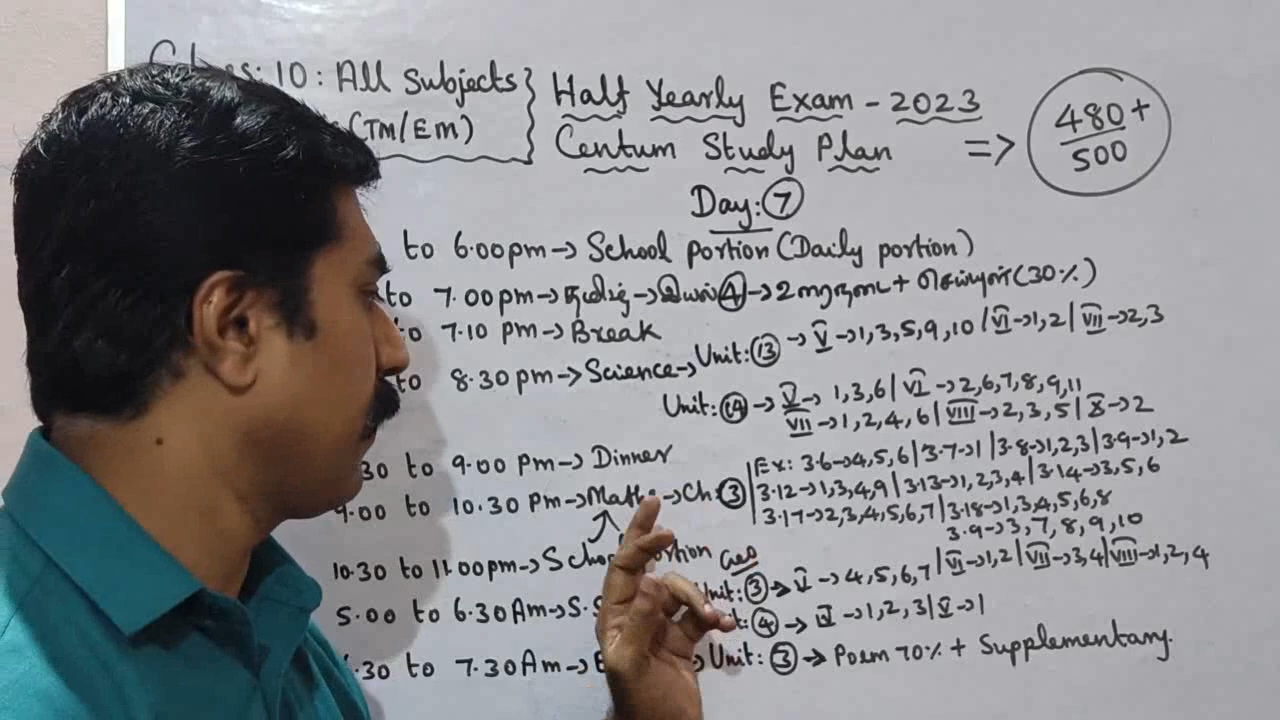 Class: 10: All Subjects
(TM/EM)
Half Yearly Exam - 2023
Centum Study Plan => 480+/500
Day: 7
to 6.00pm → School portion (Daily portion)
to 7.00pm → தமிழ் → இயல் 4 → உரைநடை + செய்யுள் (30%)
to 7.10 pm → Break
to 8.30pm → Science → Unit: 13 → V → 1, 3, 5, 9, 10 / VI → 1, 2 | VII → 2, 3
Unit: 14 → V → 1, 3, 6 | VI → 2, 6, 7, 8, 9, 11
VII → 1, 2, 4, 6 | VIII → 2, 3, 5 | X → 2
30 to 9.00 pm → Dinner
9.00 to 10.30 pm → Maths → Ch: 3
Ex: 3.6 → 4, 5, 6 | 3.7 → 1 | 3.8 → 1, 2, 3 | 3.9 → 1, 2
3.12 → 1, 3, 4, 9 | 3.13 → 1, 2, 3, 4 | 3.14 → 3, 5, 6
3.17 → 2, 3, 4, 5, 6, 7 | 3.18 → 1, 3, 4, 5, 6, 8
3.9 → 3, 7, 8, 9, 10
10.30 to 11.00pm → School portion
5.00 to 6.30 Am → S.S
Geo
Unit: 3 → V → 4, 5, 6, 7 | VI → 1, 2 | VII → 3, 4 | VIII → 1, 2, 4
4 → IV → 1, 2, 3 | V → 1
.30 to 7.30 Am → E → Unit: 3 → Poem 70% + Supplementary.